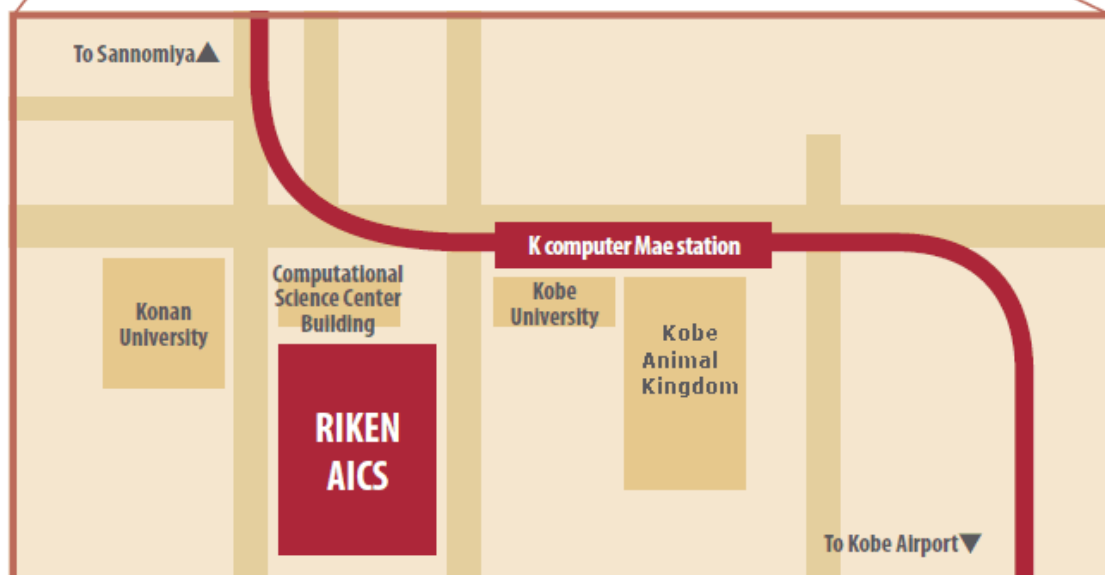 To Sannomiya▲
K computer Mae station
Computational
Science Center
Building
Konan
University
Kobe
University
Kobe
Animal
Kingdom
RIKEN
AICS
To Kobe Airport▼